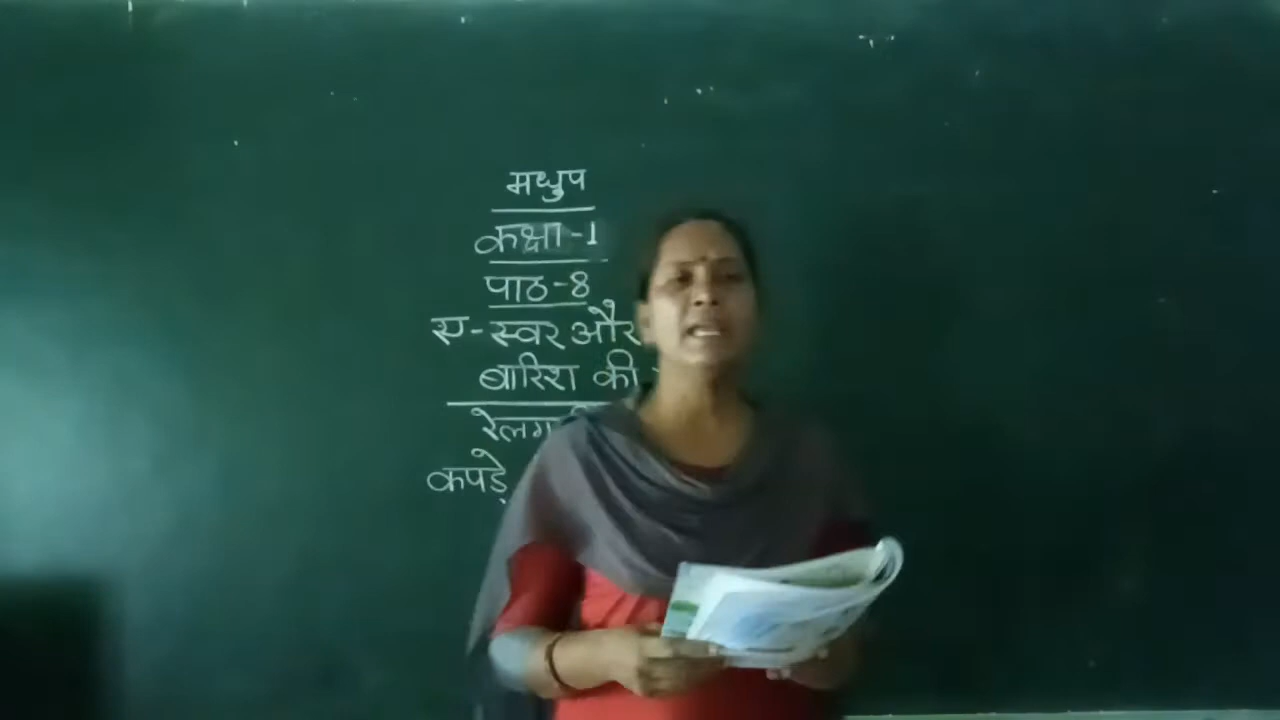 मधुप
कक्षा-1
पाठ-8
स्वर और
बारिश की
कपड़े